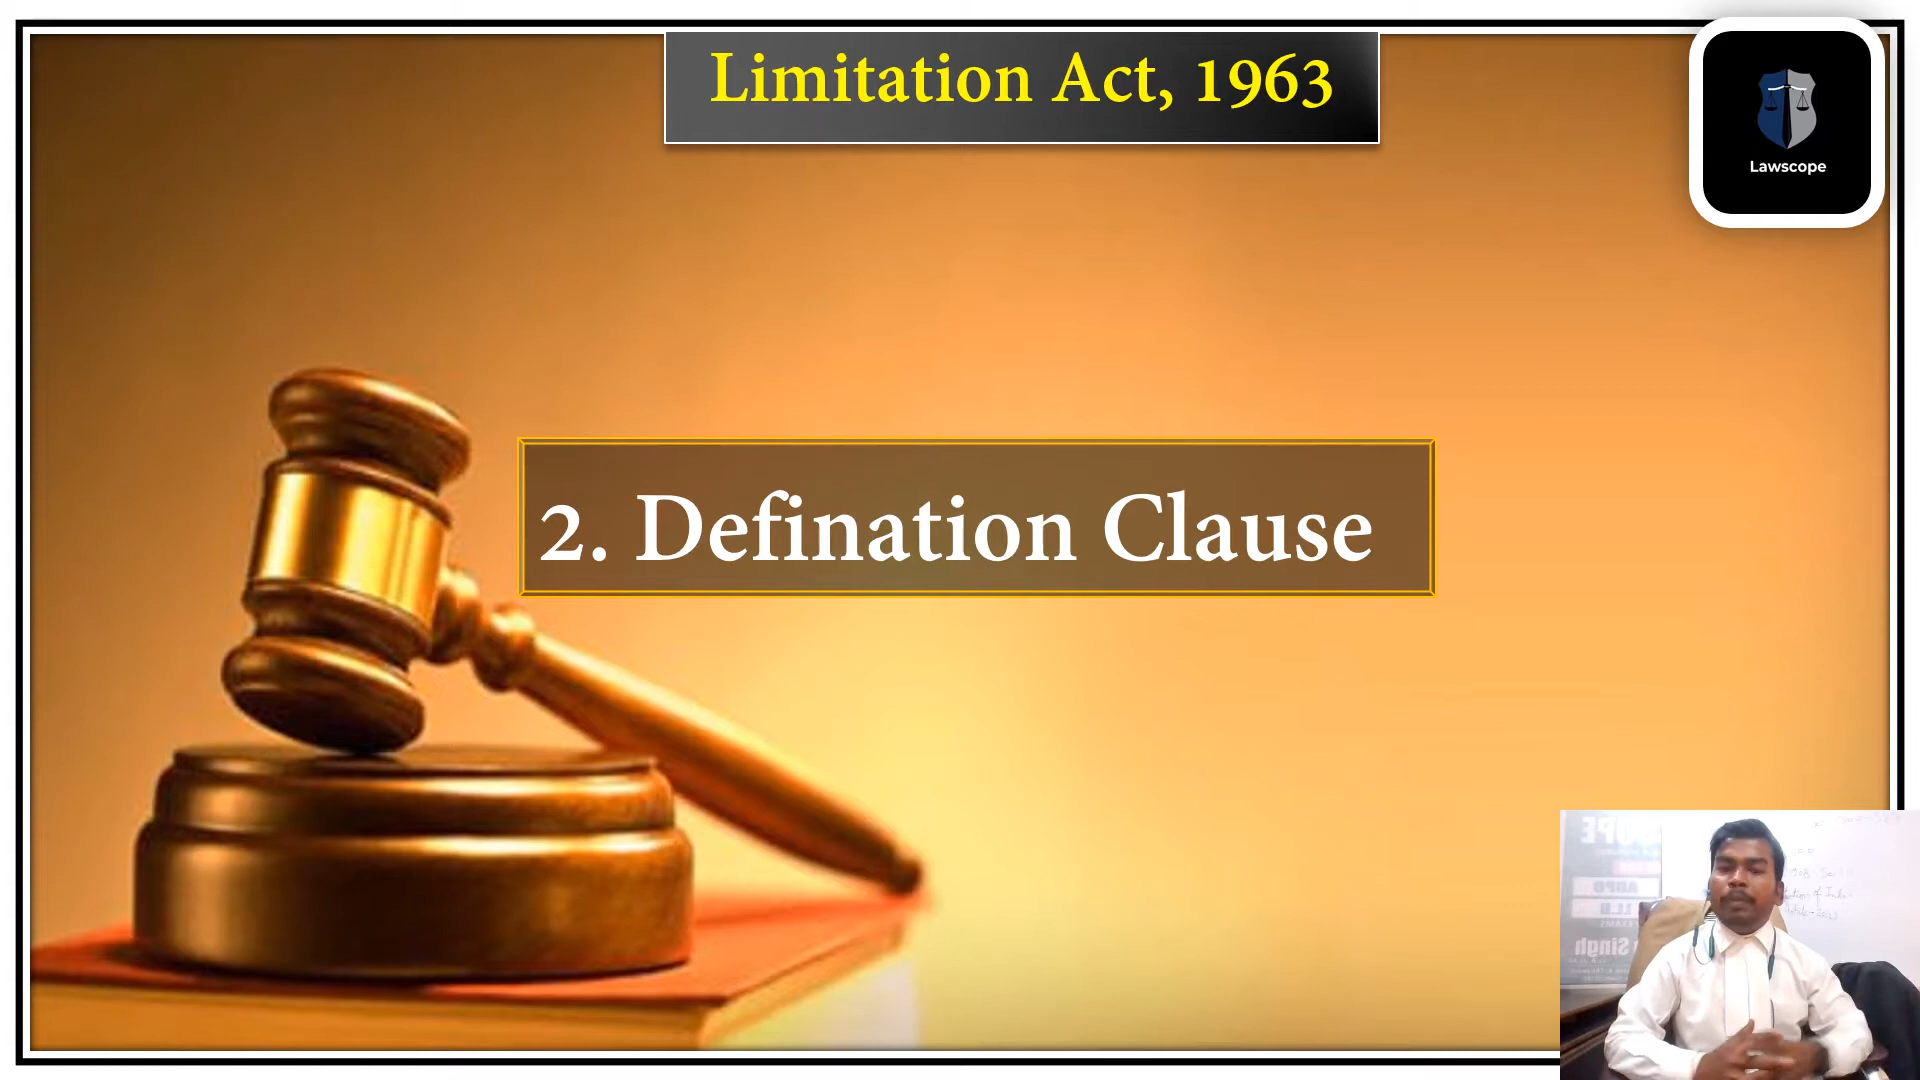 Limitation Act, 1963
Lawscope
2. Defination Clause